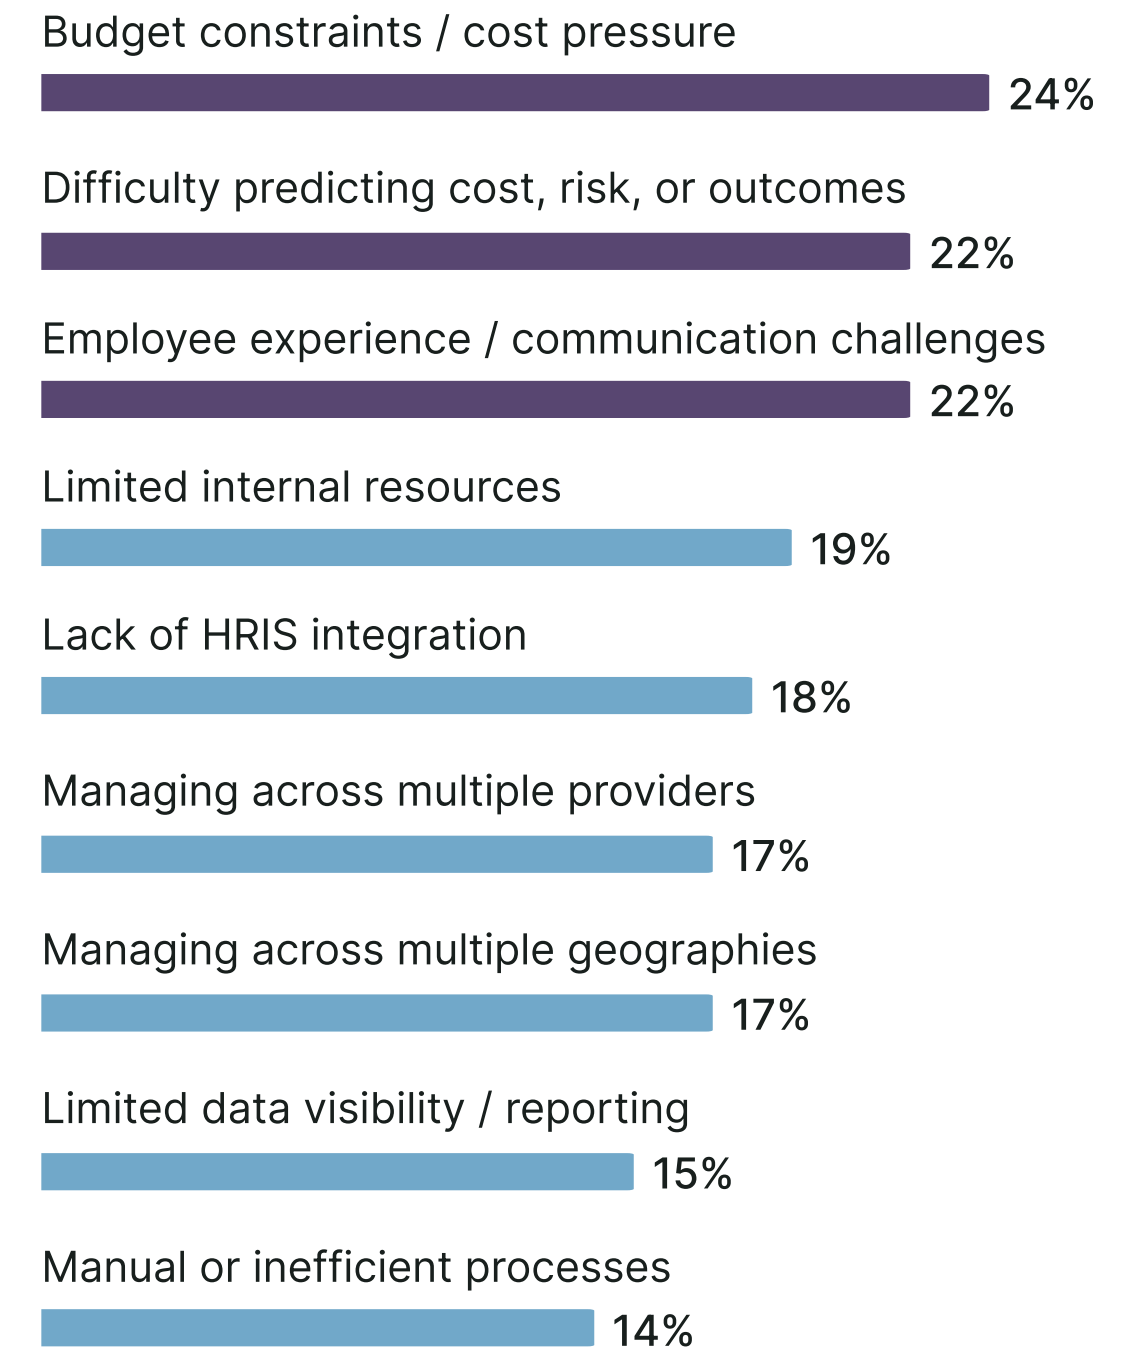 Budget constraints / cost pressure
24%
Difficulty predicting cost, risk, or outcomes
22%
Employee experience / communication challenges
22%
Limited internal resources
19%
Lack of HRIS integration
18%
Managing across multiple providers
17%
Managing across multiple geographies
17%
Limited data visibility / reporting
15%
Manual or inefficient processes
14%